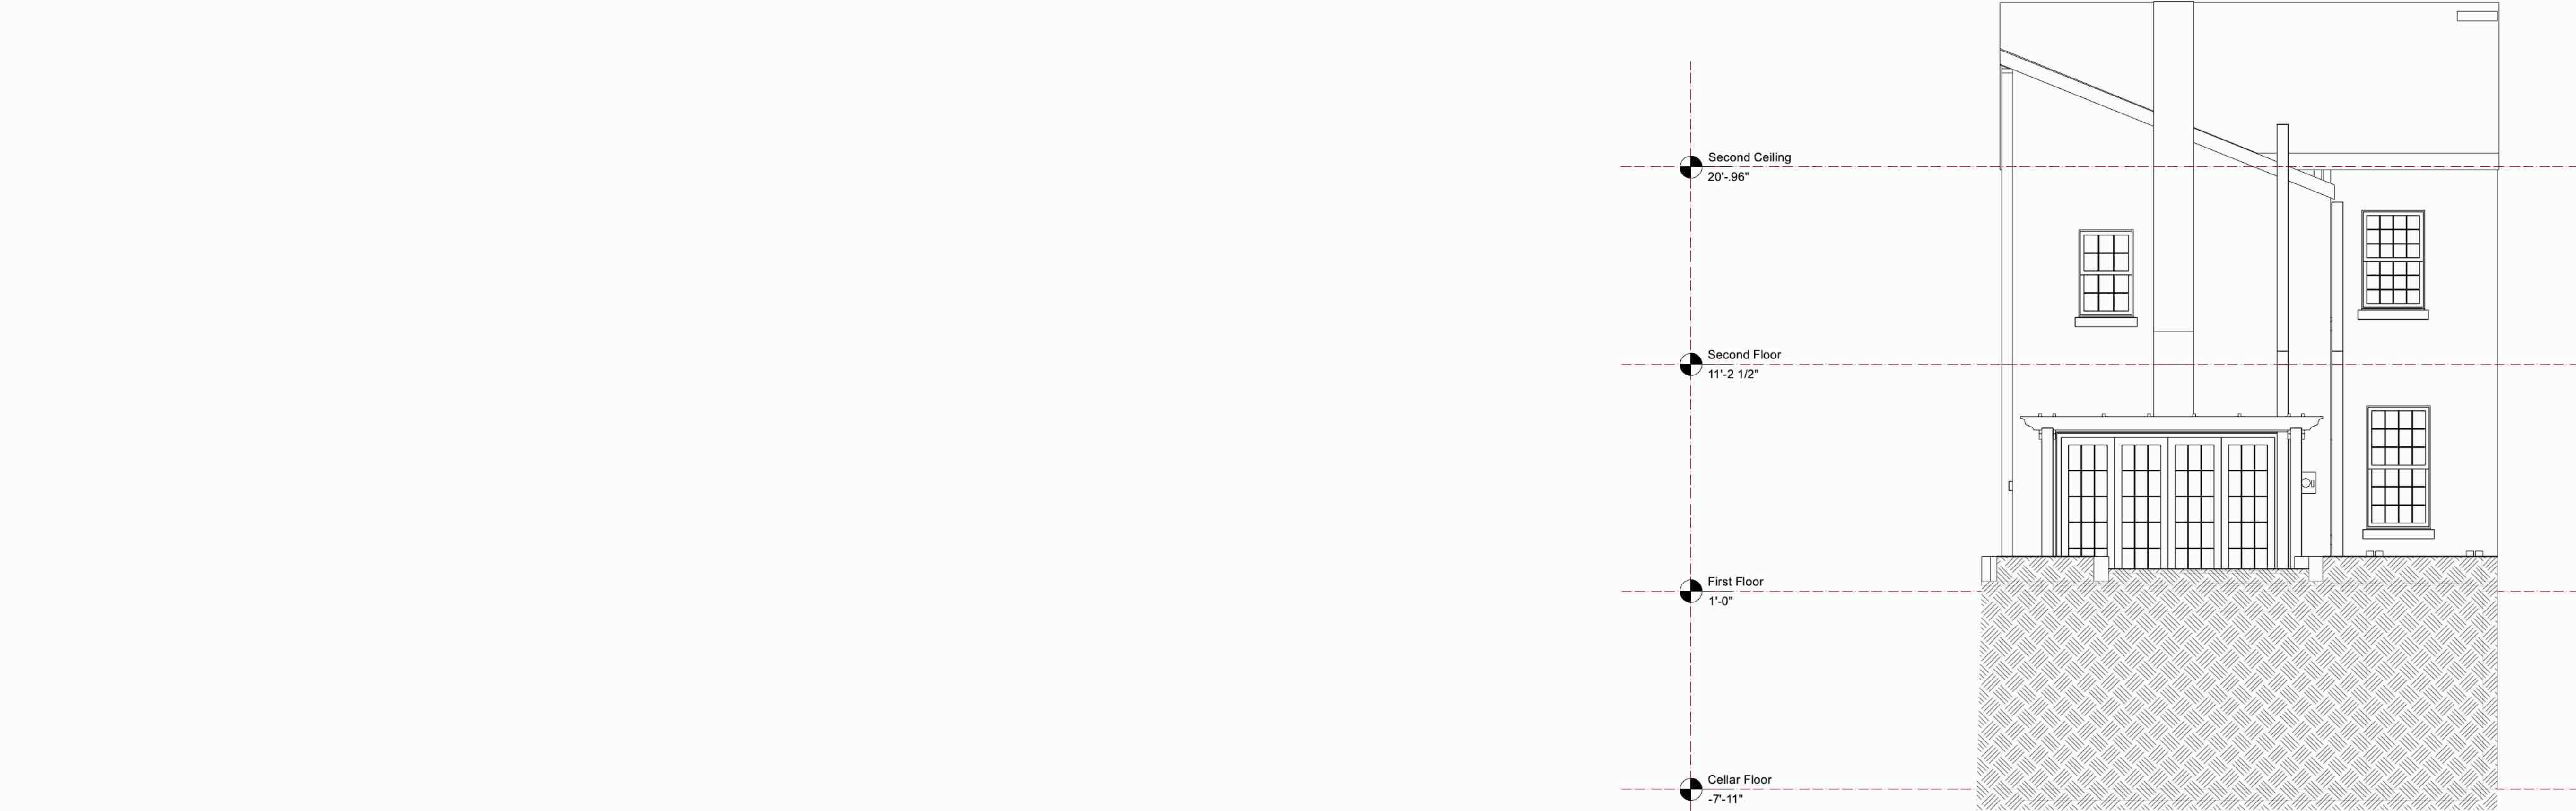 Second Ceiling
20'-.96"
Second Floor
11'-2 1/2"
First Floor
1'-0"
Cellar Floor
-7'-11"